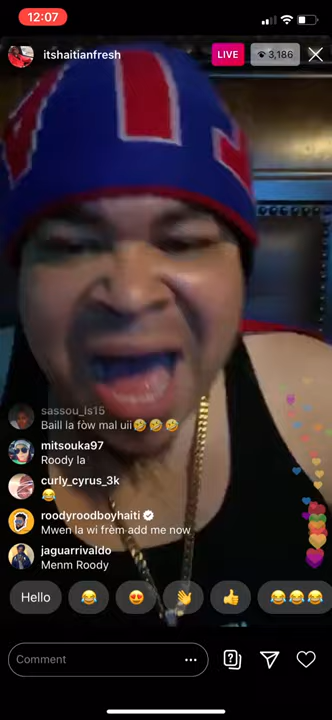 12:07
itshaitianfresh
LIVE
3,186
sassou_ls15
Baill la fòw mal uii🤣🤣🤣
mitsouka97
Roody la
curly_cyrus_3k
😂
roodyroodboyhaiti
Mwen la wi frèm add me now
jaguarrivaldo
Menm Roody
Hello 😂 😍 👋 👍 😂😂😂
Comment